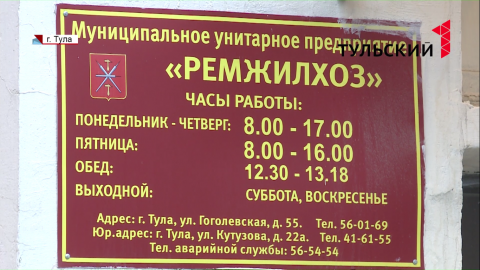 г. Тула
ТУЛЬСКИЙ
Муниципальное унитарное
«РЕМЖИЛХОЗ»
ЧАСЫ РАБОТЫ:
ПОНЕДЕЛЬНИК - ЧЕТВЕРГ: 8.00 - 17.00
ПЯТНИЦА: 8.00 - 16.00
ОБЕД: 12.30 - 13.18
ВЫХОДНОЙ: СУББОТА, ВОСКРЕСЕНЬЕ
Адрес: г. Тула, ул. Гоголевская, д. 55. Тел. 56-01-69
Юр.адрес: г. Тула, ул. Кутузова, д. 22а. Тел. 41-61-55
Тел. аварийной службы: 56-54-54